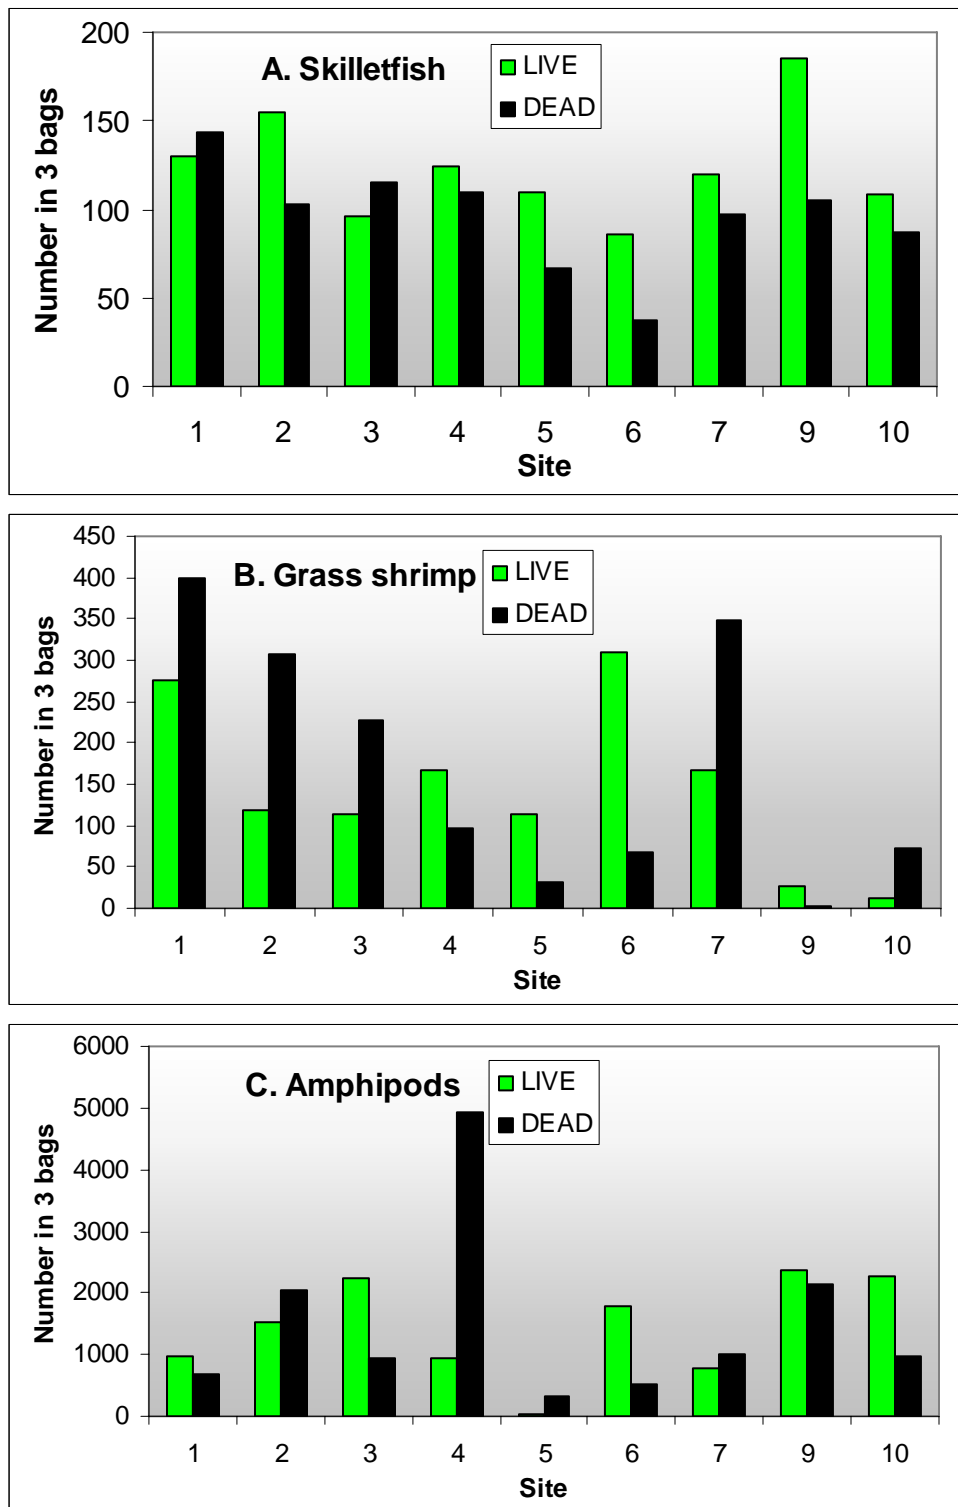 A. Skilletfish
LIVE
DEAD
Number in 3 bags
200
150
100
50
0
1 2 3 4 5 6 7 9 10
Site
B. Grass shrimp
LIVE
DEAD
Number in 3 bags
450
400
350
300
250
200
150
100
50
0
1 2 3 4 5 6 7 9 10
Site
C. Amphipods
LIVE
DEAD
Number in 3 bags
6000
5000
4000
3000
2000
1000
0
1 2 3 4 5 6 7 9 10
Site